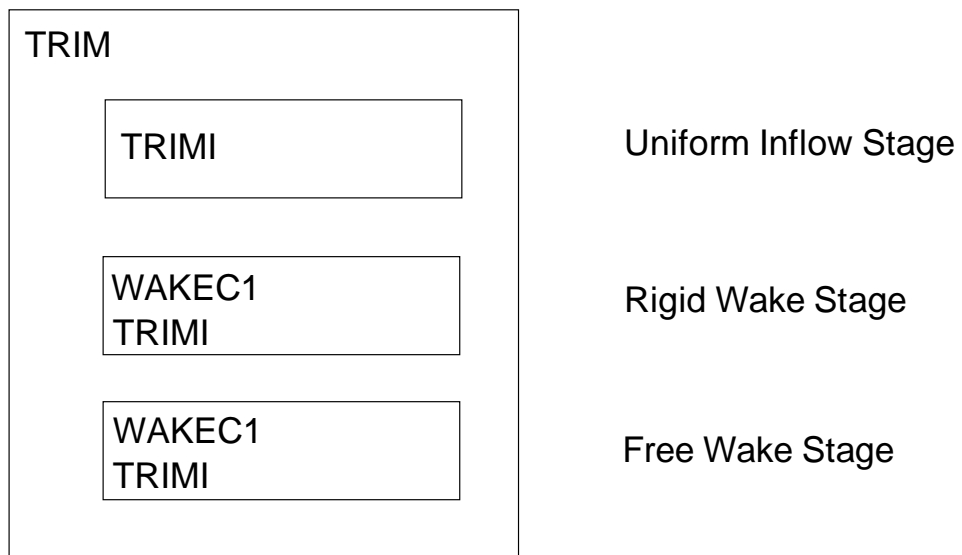 TRIM
TRIMI
Uniform Inflow Stage
WAKEC1
TRIMI
Rigid Wake Stage
WAKEC1
TRIMI
Free Wake Stage